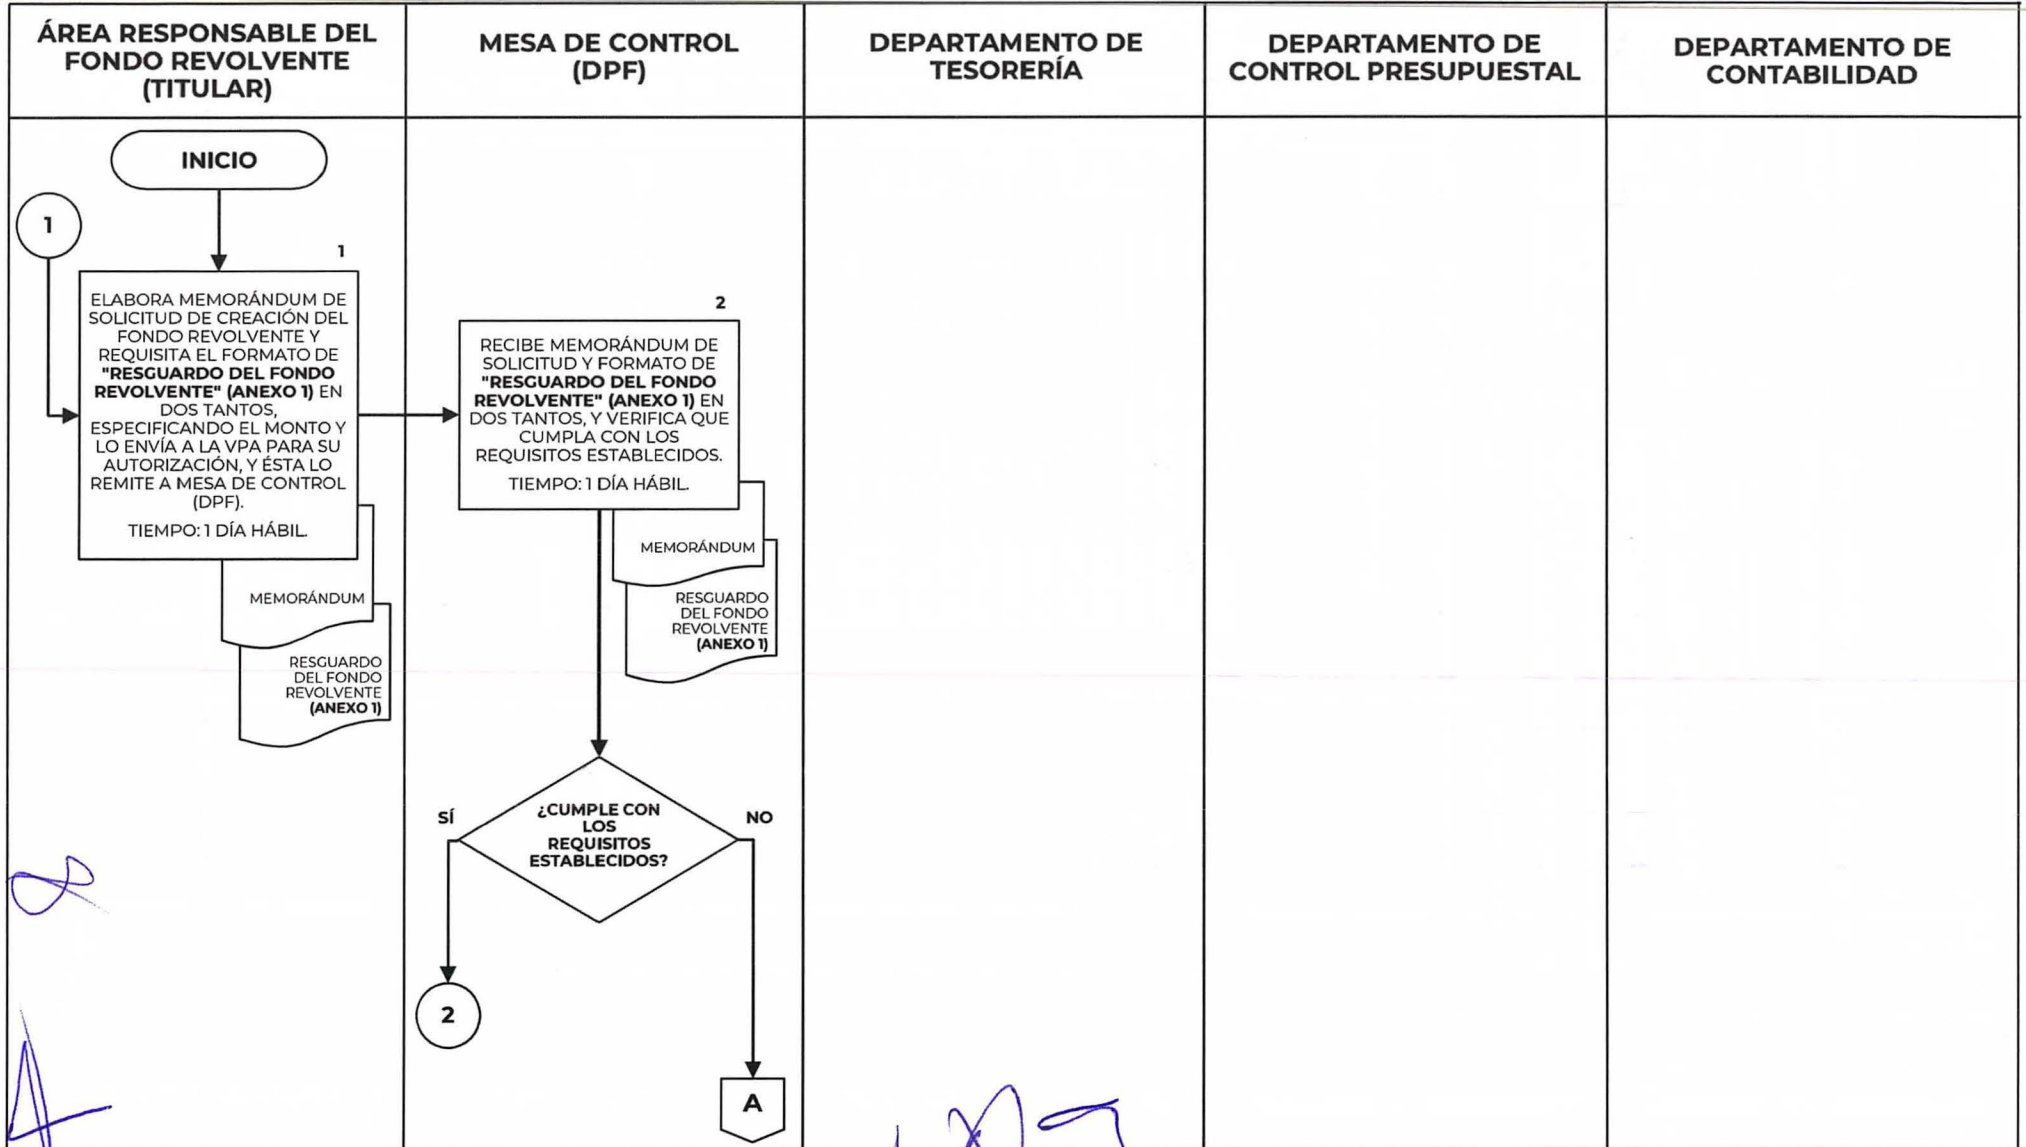 ÁREA RESPONSABLE DEL
FONDO REVOLVENTE
(TITULAR)
MESA DE CONTROL
(DPF)
DEPARTAMENTO DE
TESORERÍA
DEPARTAMENTO DE
CONTROL PRESUPUESTAL
DEPARTAMENTO DE
CONTABILIDAD
INICIO
1
1
ELABORA MEMORÁNDUM DE
SOLICITUD DE CREACIÓN DEL
FONDO REVOLVENTE Y
REQUISITA EL FORMATO DE
"RESGUARDO DEL FONDO
REVOLVENTE" (ANEXO 1) EN
DOS TANTOS,
ESPECIFICANDO EL MONTO Y
LO ENVÍA A LA VPA PARA SU
AUTORIZACIÓN, Y ÉSTA LO
REMITE A MESA DE CONTROL
(DPF).
TIEMPO: 1 DÍA HÁBIL.
MEMORÁNDUM
RESGUARDO
DEL FONDO
REVOLVENTE
(ANEXO 1)
2
RECIBE MEMORÁNDUM DE
SOLICITUD Y FORMATO DE
"RESGUARDO DEL FONDO
REVOLVENTE" (ANEXO 1) EN
DOS TANTOS, Y VERIFICA QUE
CUMPLA CON LOS
REQUISITOS ESTABLECIDOS.
TIEMPO: 1 DÍA HÁBIL.
MEMORÁNDUM
RESGUARDO
DEL FONDO
REVOLVENTE
(ANEXO 1)
SÍ
¿CUMPLE CON
LOS
REQUISITOS
ESTABLECIDOS?
NO
2
A